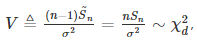 V ≜ (n−1)S̃ₙ / σ² = nSₙ / σ² ∼ χ²_d,